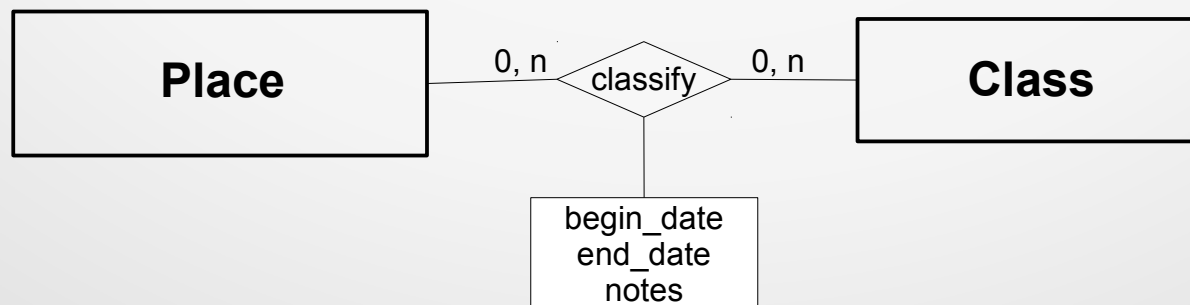 Place
0, n
classify
0, n
Class
begin_date
end_date
notes